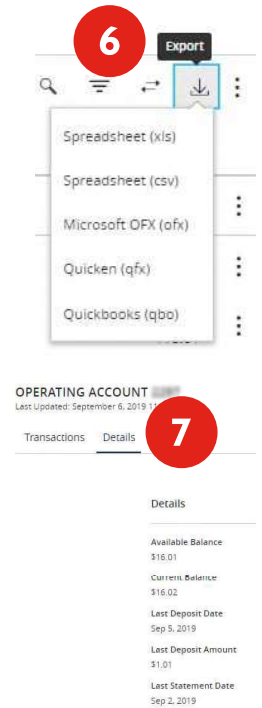 6
Export
Spreadsheet (xls)
Spreadsheet (csv)
Microsoft OFX (ofx)
Quicken (qfx)
Quickbooks (qbo)
OPERATING ACCOUNT
Last Updated: September 6, 2019
Transactions Details
7
Details
Available Balance
$16.01
Current Balance
$16.02
Last Deposit Date
Sep 5, 2019
Last Deposit Amount
$1.01
Last Statement Date
Sep 2, 2019